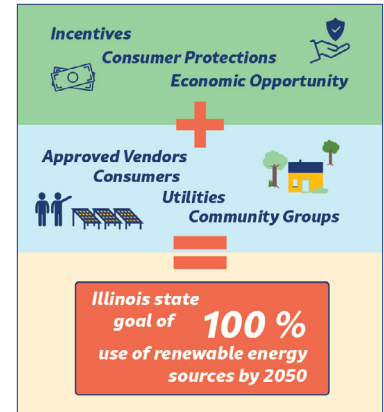 Incentives
Consumer Protections
Economic Opportunity
+
Approved Vendors
Consumers
Utilities
Community Groups
=
Illinois state
goal of 100 %
use of renewable energy
sources by 2050